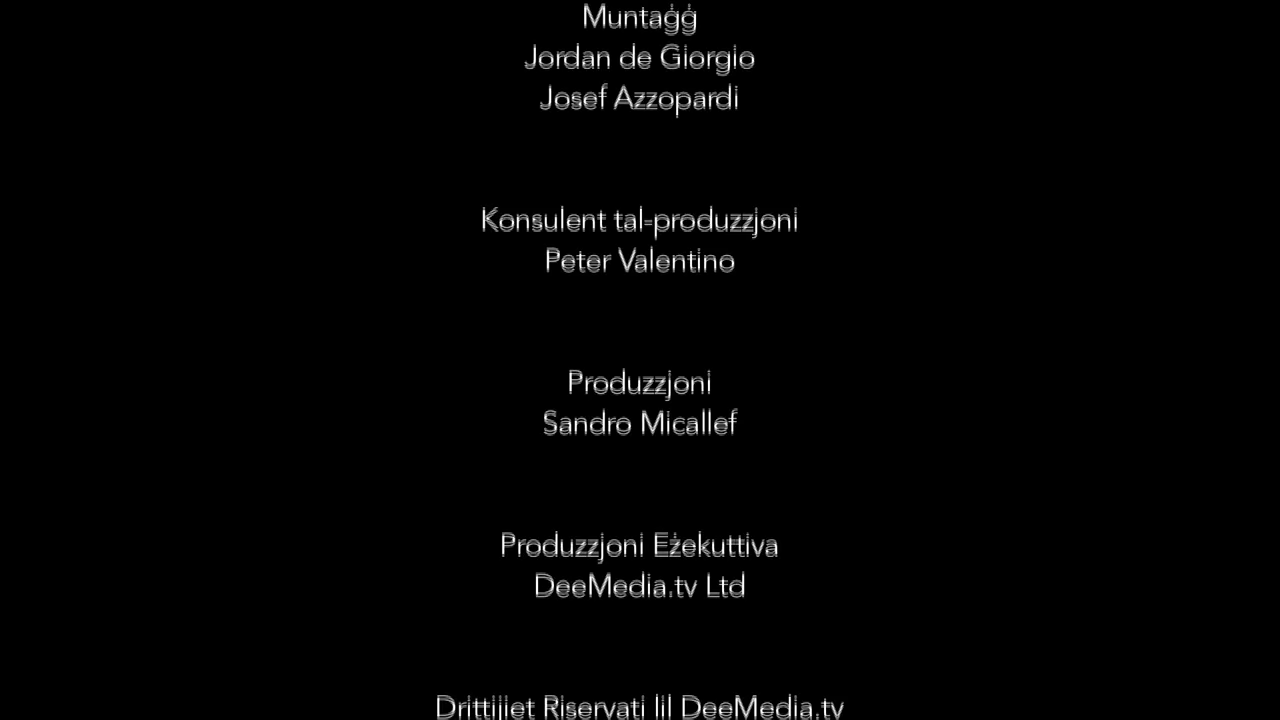 Muntaġġ
Jordan de Giorgio
Josef Azzopardi
Konsulent tal-produzzjoni
Peter Valentino
Produzzjoni
Sandro Micallef
Produzzjoni Eżekuttiva
DeeMedia.tv Ltd
Drittijiet Riservati lil DeeMedia.tv